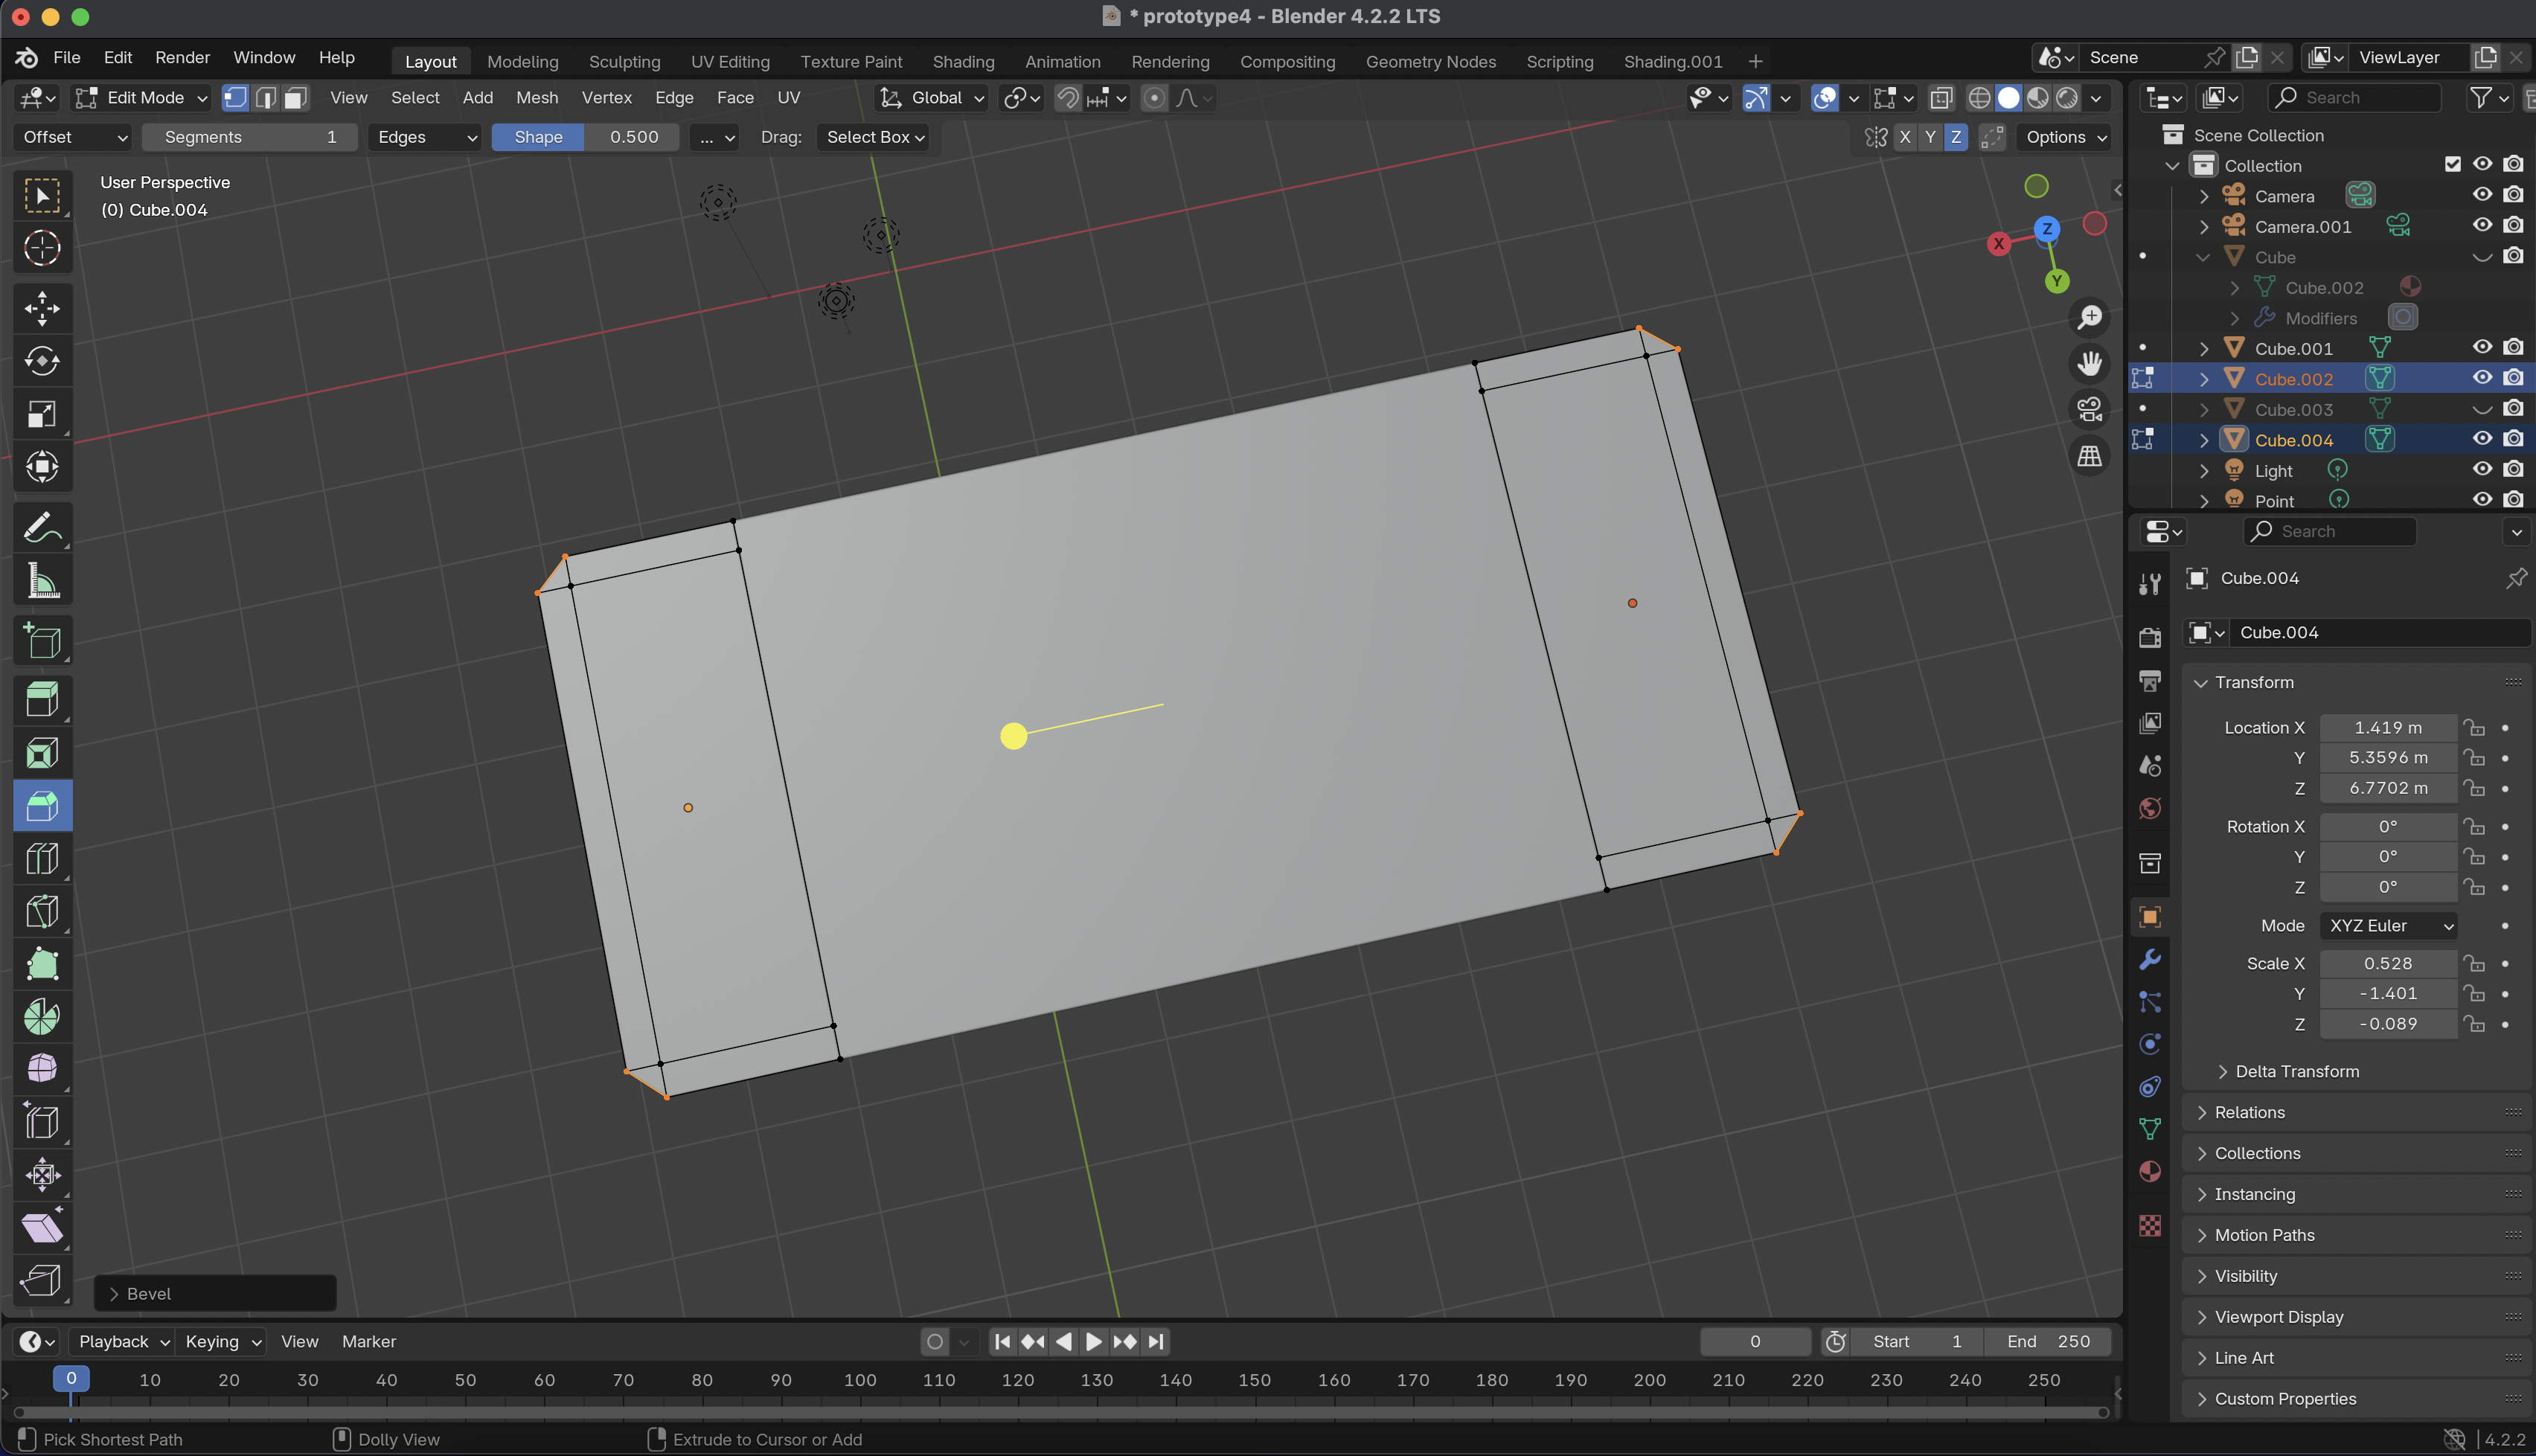 * prototype4 - Blender 4.2.2 LTS
File Edit Render Window Help Layout Modeling Sculpting UV Editing Texture Paint Shading Animation Rendering Compositing Geometry Nodes Scripting Shading.001 + Scene ViewLayer
Edit Mode View Select Add Mesh Vertex Edge Face UV Global Search
Offset Segments 1 Edges Shape 0.500 ... Drag: Select Box X Y Z Options
User Perspective
(0) Cube.004
Z
X
Y
Scene Collection
Collection
Camera
Camera.001
Cube
Cube.002
Modifiers
Cube.001
Cube.002
Cube.003
Cube.004
Light
Point
Search
Cube.004
Cube.004
Transform
Location X 1.419 m
Y 5.3596 m
Z 6.7702 m
Rotation X 0°
Y 0°
Z 0°
Mode XYZ Euler
Scale X 0.528
Y -1.401
Z -0.089
Delta Transform
Relations
Collections
Instancing
Motion Paths
Visibility
Viewport Display
Line Art
Custom Properties
Bevel
Playback Keying View Marker 0 Start 1 End 250
0 10 20 30 40 50 60 70 80 90 100 110 120 130 140 150 160 170 180 190 200 210 220 230 240 250
Pick Shortest Path Dolly View Extrude to Cursor or Add 4.2.2